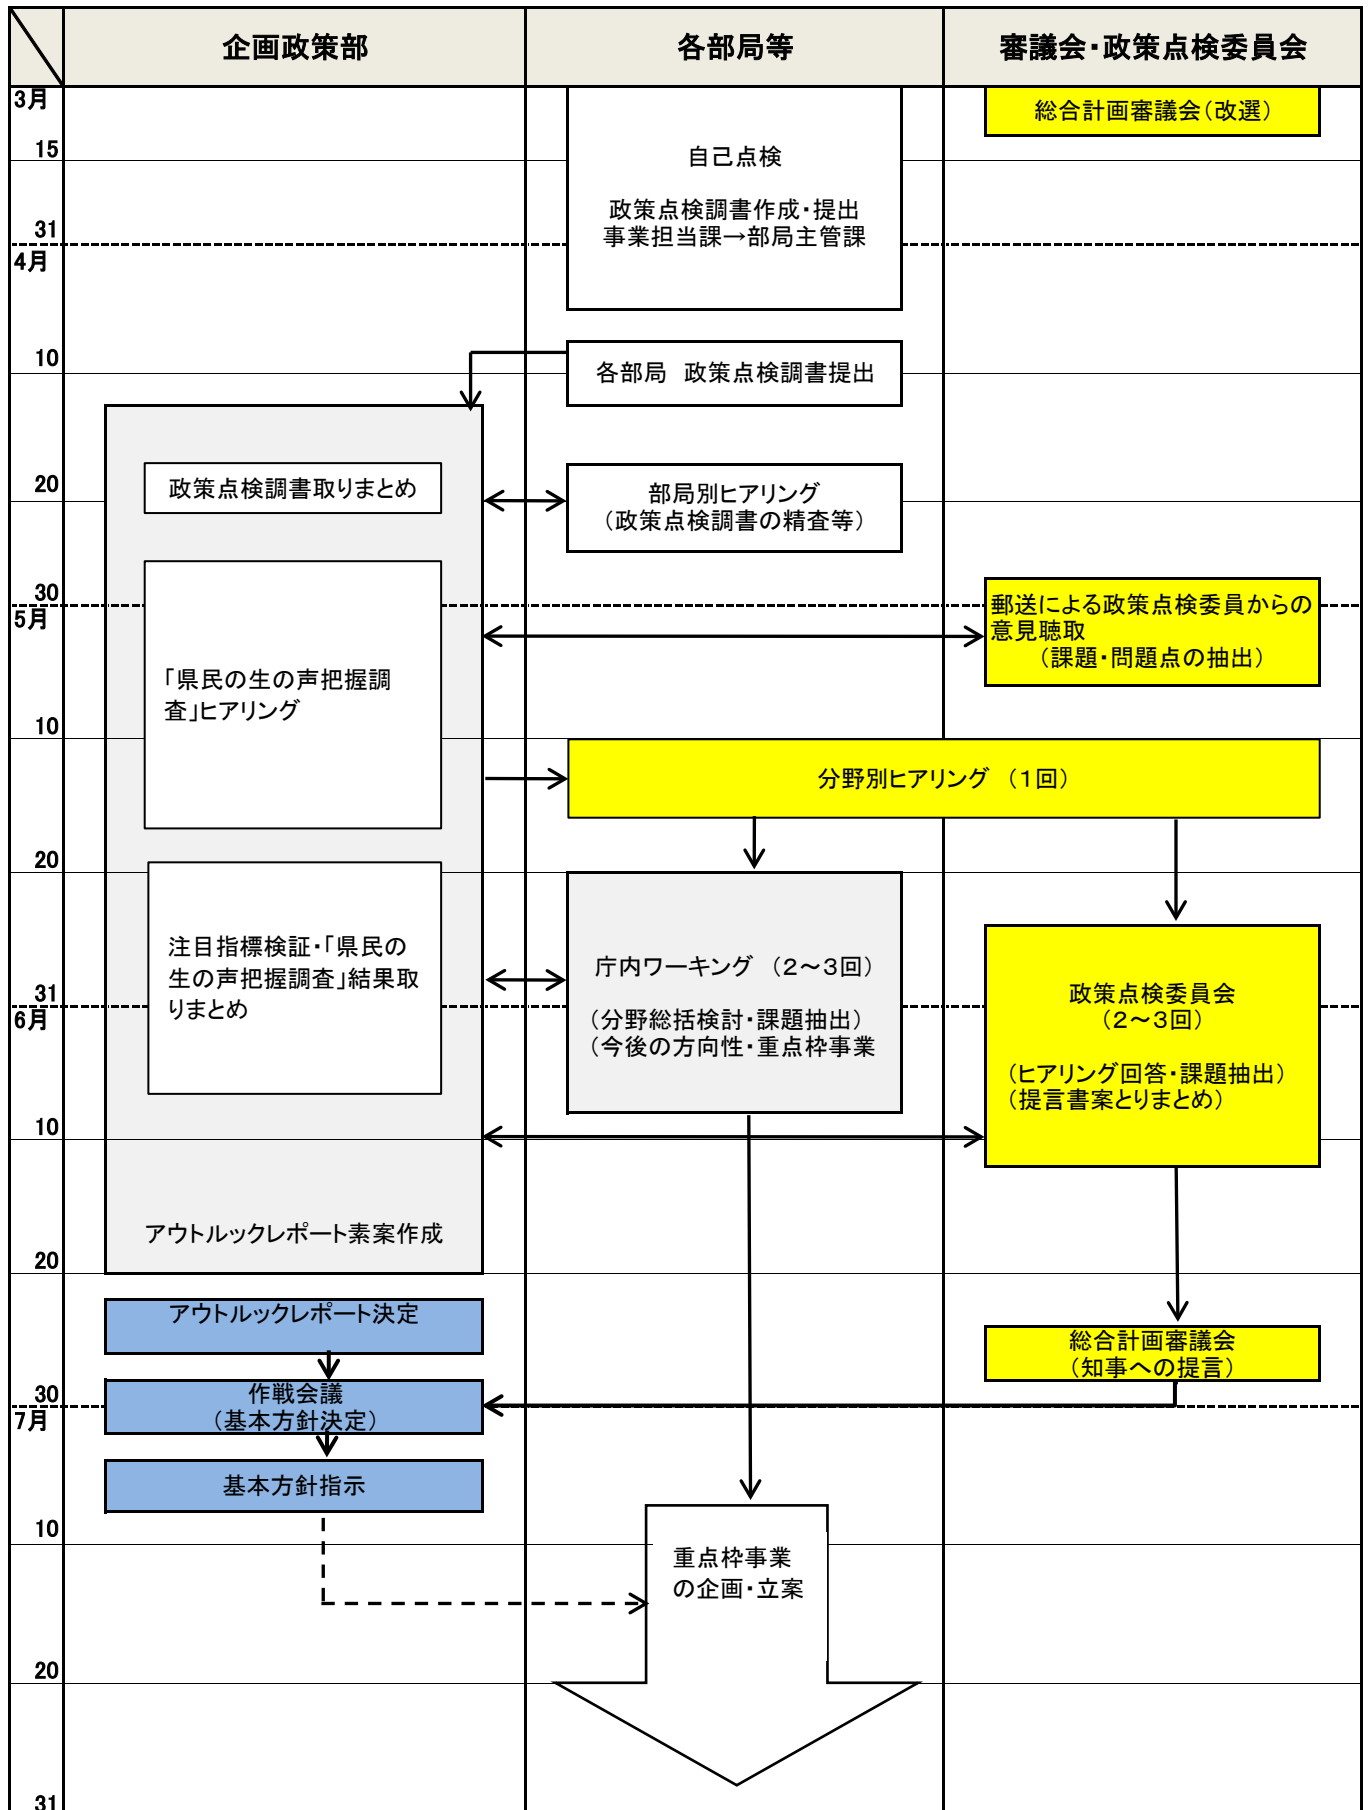 企画政策部
各部局等
審議会・政策点検委員会
3月
総合計画審議会(改選)
15
自己点検
政策点検調書作成・提出
事業担当課→部局主管課
31
4月
10
各部局　政策点検調書提出
20
政策点検調書取りまとめ
部局別ヒアリング
(政策点検調書の精査等)
30
5月
郵送による政策点検委員からの
意見聴取
(課題・問題点の抽出)
「県民の生の声把握調
査」ヒアリング
10
分野別ヒアリング　(1回)
20
注目指標検証・「県民の
生の声把握調査」結果取
りまとめ
庁内ワーキング　(2～3回)
(分野総括検討・課題抽出)
(今後の方向性・重点枠事業
31
6月
政策点検委員会
(2～3回)
(ヒアリング回答・課題抽出)
(提言書案とりまとめ)
10
アウトルックレポート素案作成
20
アウトルックレポート決定
総合計画審議会
(知事への提言)
30
7月
作戦会議
(基本方針決定)
基本方針指示
10
重点枠事業
の企画・立案
20
31